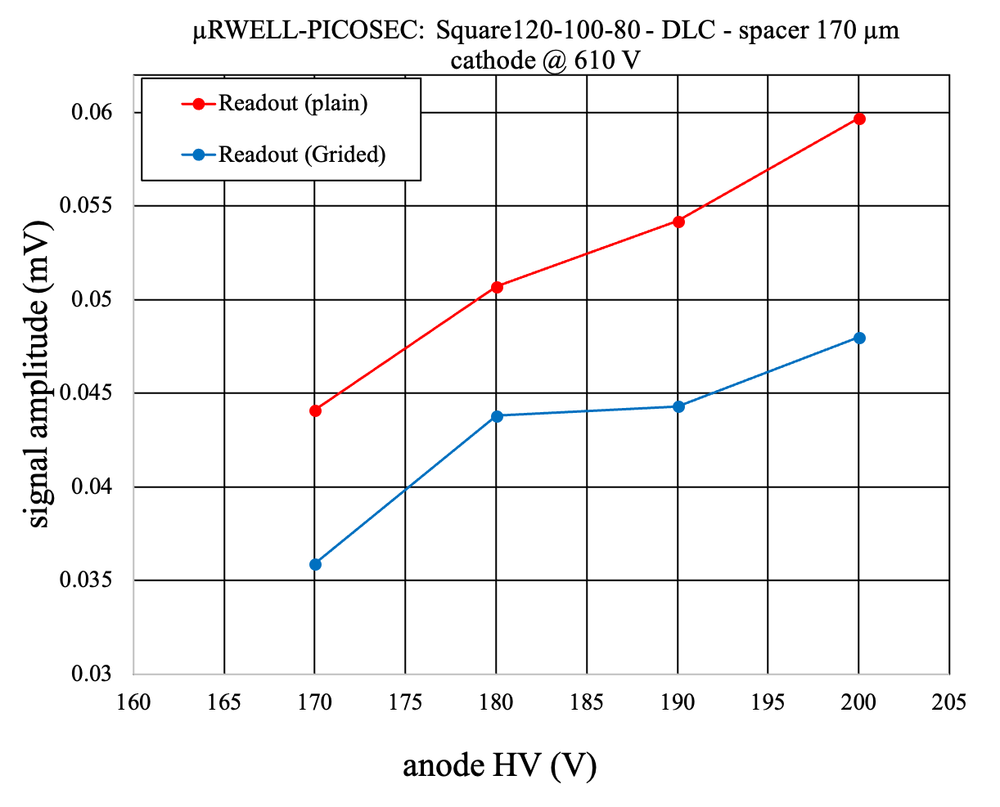 µRWELL-PICOSEC: Square120-100-80 - DLC - spacer 170 µm
cathode @ 610 V
Readout (plain)
Readout (Grided)
signal amplitude (mV)
0.06
0.055
0.05
0.045
0.04
0.035
0.03
160 165 170 175 180 185 190 195 200 205
anode HV (V)